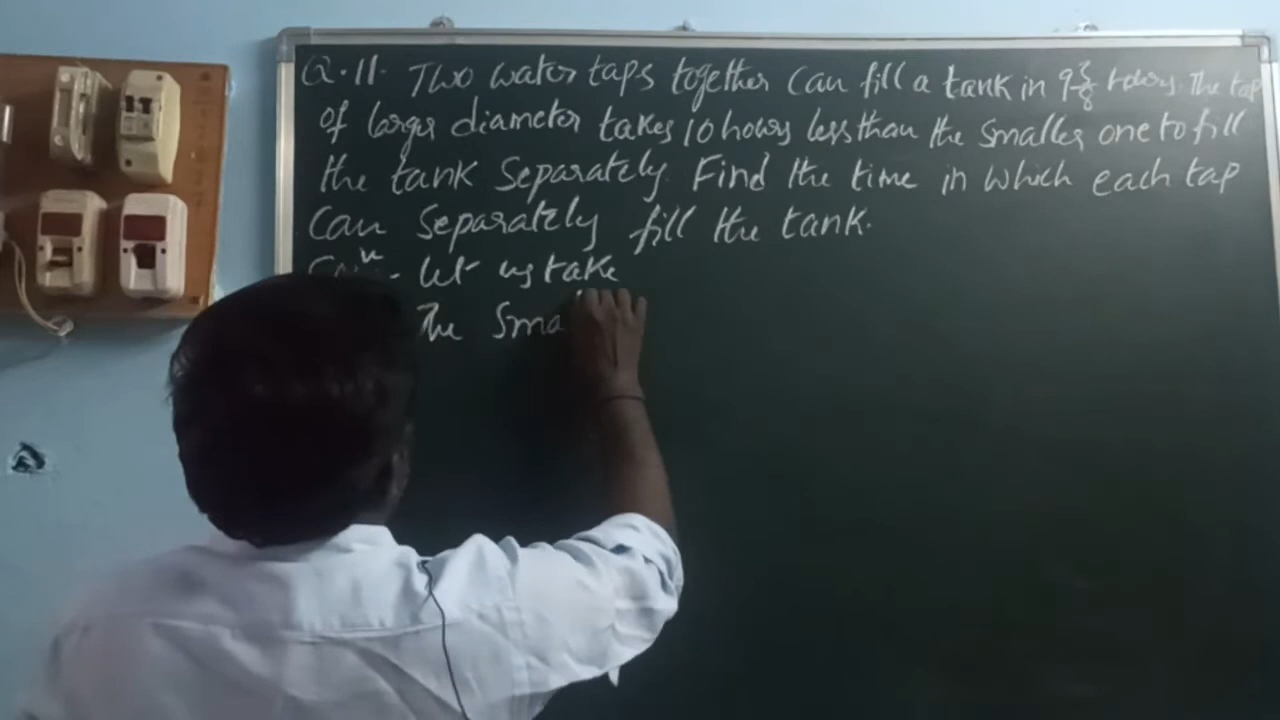 Q.11. Two water taps together can fill a tank in 9 3/8 hours. The tap
of larger diameter takes 10 hours less than the smaller one to fill
the tank separately. Find the time in which each tap
can separately fill the tank.
let us take
The Sma